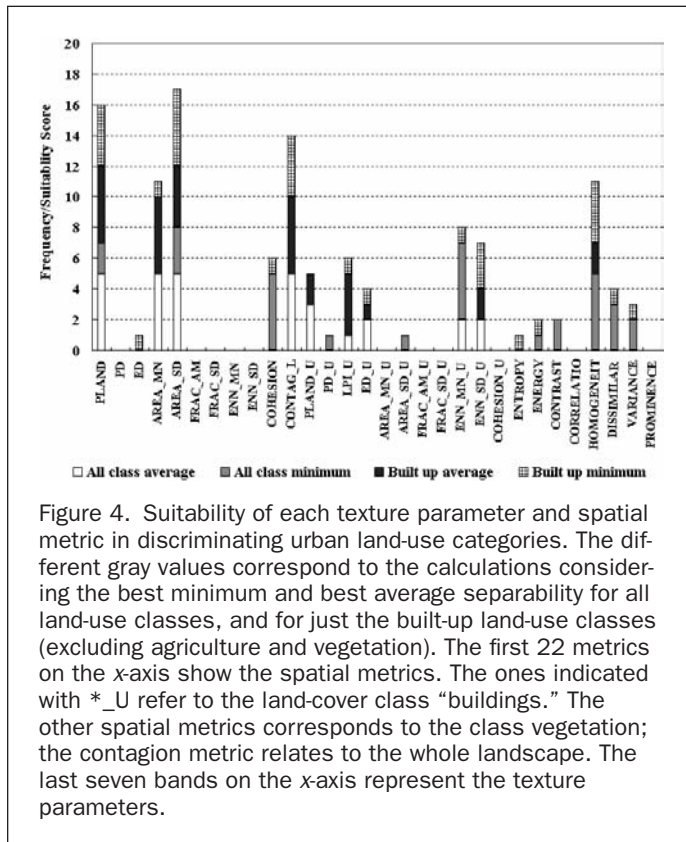 20
18
16
14
12
10
8
6
4
2
0
Frequency/Suitability Score
PLAND
PD
ED
AREA_MN
AREA_SD
FRAC_AM
FRAC_SD
ENN_MN
ENN_SD
COHESION
CONTAG_L
PLAND_U
PD_U
LPI_U
ED_U
AREA_MN_U
AREA_SD_U
FRAC_AM_U
FRAC_SD_U
ENN_MN_U
ENN_SD_U
COHESION_U
ENTROPY
ENERGY
CONTRAST
CORRELATIO
HOMOGENEIT
DISSIMILAR
VARIANCE
PROMINENCE
All class average All class minimum Built up average Built up minimum
Figure 4. Suitability of each texture parameter and spatial
metric in discriminating urban land-use categories. The dif-
ferent gray values correspond to the calculations consider-
ing the best minimum and best average separability for all
land-use classes, and for just the built-up land-use classes
(excluding agriculture and vegetation). The first 22 metrics
on the x-axis show the spatial metrics. The ones indicated
with *_U refer to the land-cover class “buildings.” The
other spatial metrics corresponds to the class vegetation;
the contagion metric relates to the whole landscape. The
last seven bands on the x-axis represent the texture
parameters.